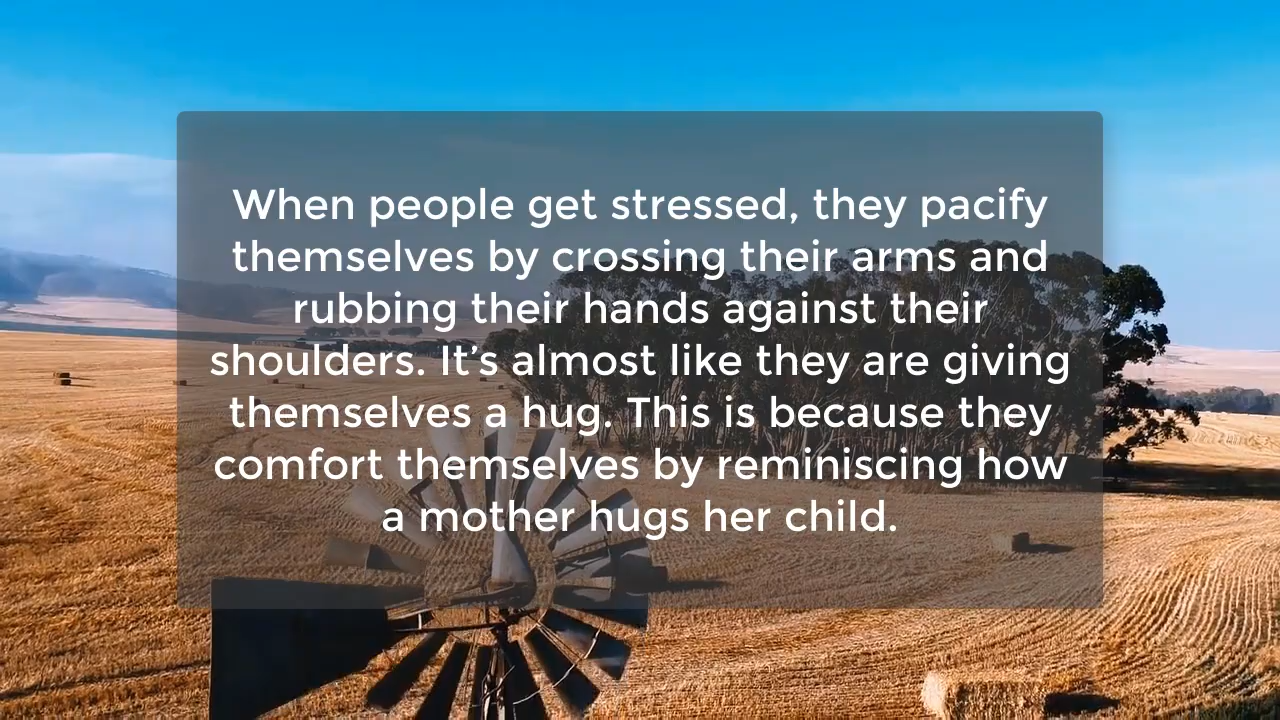 When people get stressed, they pacify
themselves by crossing their arms and
rubbing their hands against their
shoulders. It’s almost like they are giving
themselves a hug. This is because they
comfort themselves by reminiscing how
a mother hugs her child.